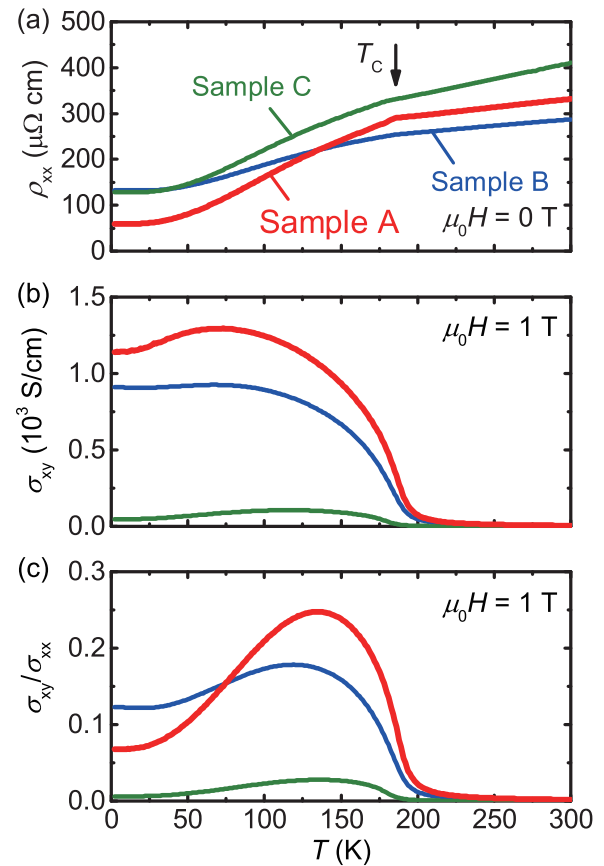 (a)
500
400
300
200
100
0
ρxx (μΩ cm)
TC
Sample C
Sample B
Sample A
μ0H = 0 T
(b)
1.5
1.0
0.5
0.0
σxy (10³ S/cm)
μ0H = 1 T
(c)
0.3
0.2
0.1
0.0
σxy/σxx
μ0H = 1 T
0 50 100 150 200 250 300
T (K)